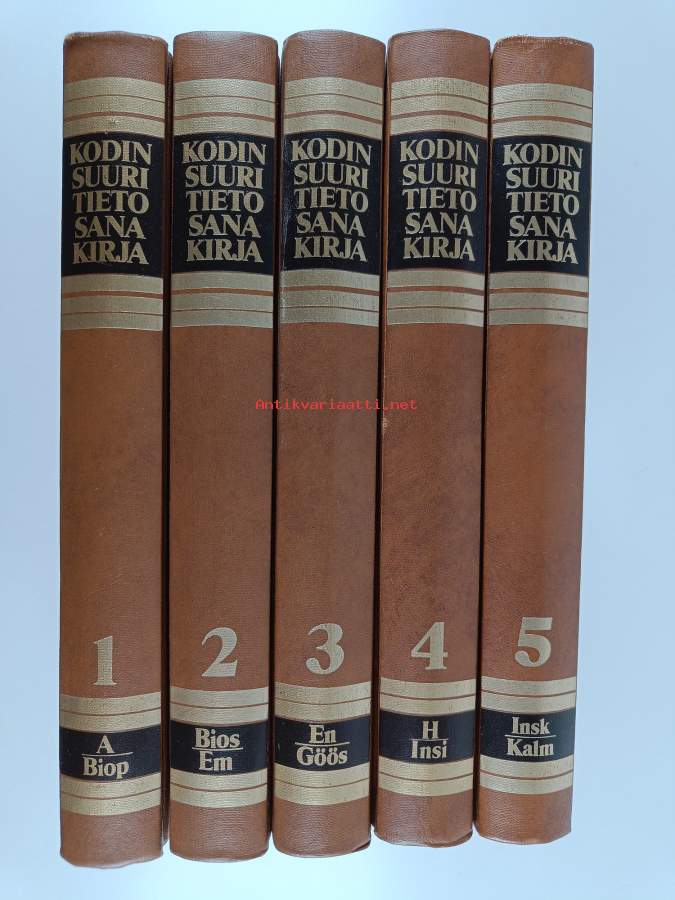 KODIN
SUURI
TIETO
SANA
KIRJA
1
A
Biop
KODIN
SUURI
TIETO
SANA
KIRJA
2
Bios
Em
KODIN
SUURI
TIETO
SANA
KIRJA
3
En
Göös
KODIN
SUURI
TIETO
SANA
KIRJA
4
H
Insi
KODIN
SUURI
TIETO
SANA
KIRJA
5
Insk
Kalm
Antikvariaatti.net